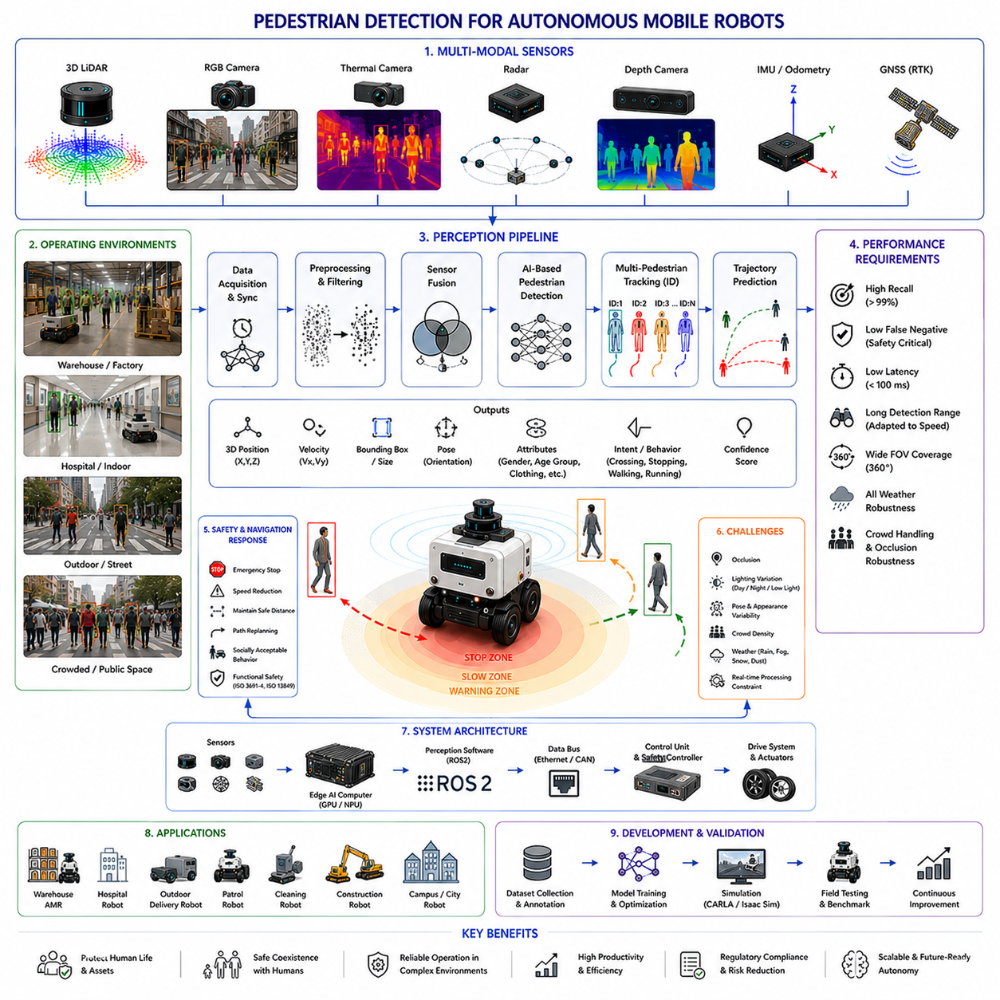 PEDESTRIAN DETECTION FOR AUTONOMOUS MOBILE ROBOTS
1. MULTI-MODAL SENSORS
3D LiDAR
RGB Camera
Thermal Camera
Radar
Depth Camera
IMU / Odometry
GNSS (RTK)
Z
Y
X
2. OPERATING ENVIRONMENTS
Warehouse / Factory
Hospital / Indoor
Outdoor / Street
Crowded / Public Space
3. PERCEPTION PIPELINE
Data
Acquisition
& Sync
Preprocessing
& Filtering
Sensor
Fusion
AI-Based
Pedestrian
Detection
Multi-Pedestrian
Tracking (ID)
ID:1 ID:2 ID:3 ... ID:N
Trajectory
Prediction
Outputs
3D Position
(X,Y,Z)
Velocity
(Vx,Vy)
Bounding Box
/ Size
Pose
(Orientation)
Attributes
(Gender, Age Group,
Clothing, etc.)
Intent / Behavior
(Crossing, Stopping,
Walking, Running)
Confidence
Score
4. PERFORMANCE
REQUIREMENTS
High Recall
(> 99%)
Low False Negative
(Safety Critical)
Low Latency
(< 100 ms)
Long Detection Range
(Adapted to Speed)
360°
Wide FOV Coverage
(360°)
All Weather
Robustness
Crowd Handling
& Occlusion
Robustness
5. SAFETY & NAVIGATION
RESPONSE
STOP
Emergency Stop
Speed Reduction
Maintain Safe Distance
Path Replanning
Socially Acceptable
Behavior
Functional Safety
(ISO 3691-4, ISO 13849)
STOP ZONE
SLOW ZONE
WARNING ZONE
6. CHALLENGES
Occlusion
Lighting Variation
(Day / Night / Low Light)
Pose & Appearance
Variability
Crowd Density
Weather (Rain, Fog,
Snow, Dust)
Real-time Processing
Constraint
7. SYSTEM ARCHITECTURE
Sensors
Edge AI Computer
(GPU / NPU)
Perception Software
(ROS2)
ROS 2
Data Bus
(Ethernet / CAN)
Control Unit
& Safety Controller
Drive System
& Actuators
8. APPLICATIONS
Warehouse
AMR
Hospital
Robot
Outdoor
Delivery Robot
Patrol
Robot
Cleaning
Robot
Construction
Robot
Campus / City
Robot
9. DEVELOPMENT & VALIDATION
Dataset Collection
& Annotation
Model Training
& Optimization
Simulation
(CARLA / Isaac Sim)
Field Testing
& Benchmark
Continuous
Improvement
KEY BENEFITS
Protect Human Life
& Assets
Safe Coexistence
with Humans
Reliable Operation in
Complex Environments
High Productivity
& Efficiency
Regulatory Compliance
& Risk Reduction
Scalable & Future-Ready
Autonomy